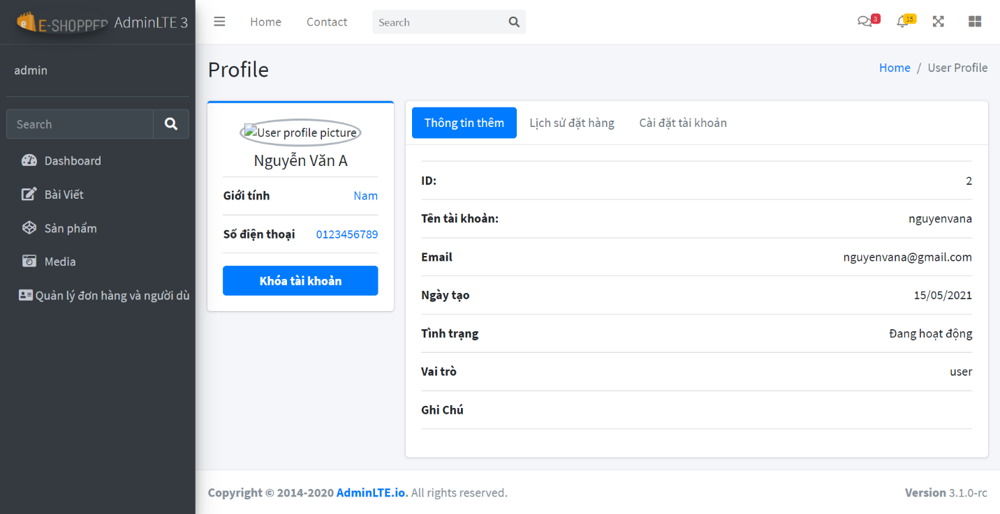 E-SHOPPER AdminLTE 3
Home
Contact
Search
3
15
admin
Search
Dashboard
Bài Viết
Sản phẩm
Media
Quản lý đơn hàng và người dù
Profile
Home / User Profile
User profile picture
Nguyễn Văn A
Giới tính Nam
Số điện thoại 0123456789
Khóa tài khoản
Thông tin thêm
Lịch sử đặt hàng
Cài đặt tài khoản
ID: 2
Tên tài khoản: nguyenvana
Email nguyenvana@gmail.com
Ngày tạo 15/05/2021
Tình trạng Đang hoạt động
Vai trò user
Ghi Chú
Copyright © 2014-2020 AdminLTE.io. All rights reserved.
Version 3.1.0-rc